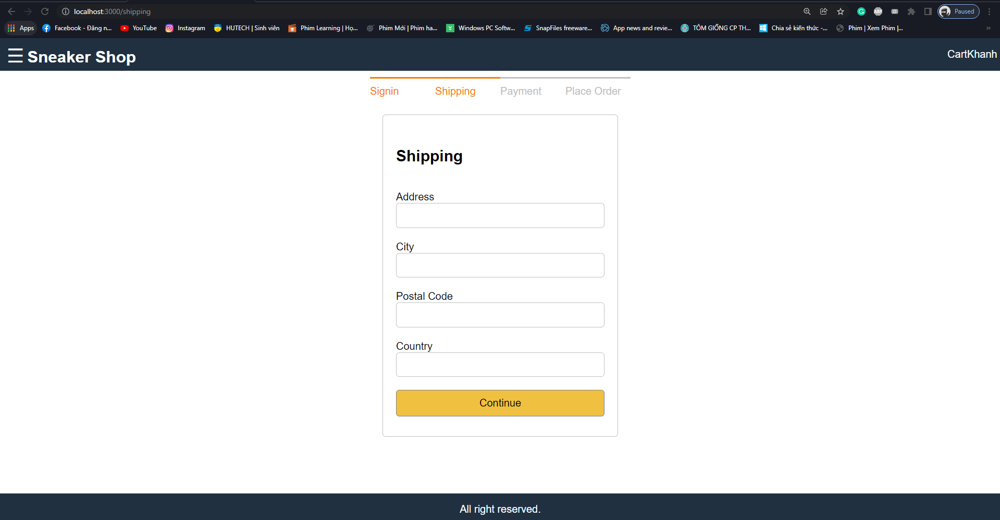 localhost:3000/shipping
ABP
Paused
Apps
Facebook - Đăng n...
YouTube
Instagram
HUTECH | Sinh viên
Phim Learning | Họ...
Phim Mới | Phim ha...
Windows PC Softw...
SnapFiles freeware...
App news and revie...
TÔM GIỐNG CP TH...
Chia sẻ kiến thức -...
Phim | Xem Phim |...
»
☰ Sneaker Shop
CartKhanh
Signin
Shipping
Payment
Place Order
Shipping
Address
City
Postal Code
Country
Continue
All right reserved.